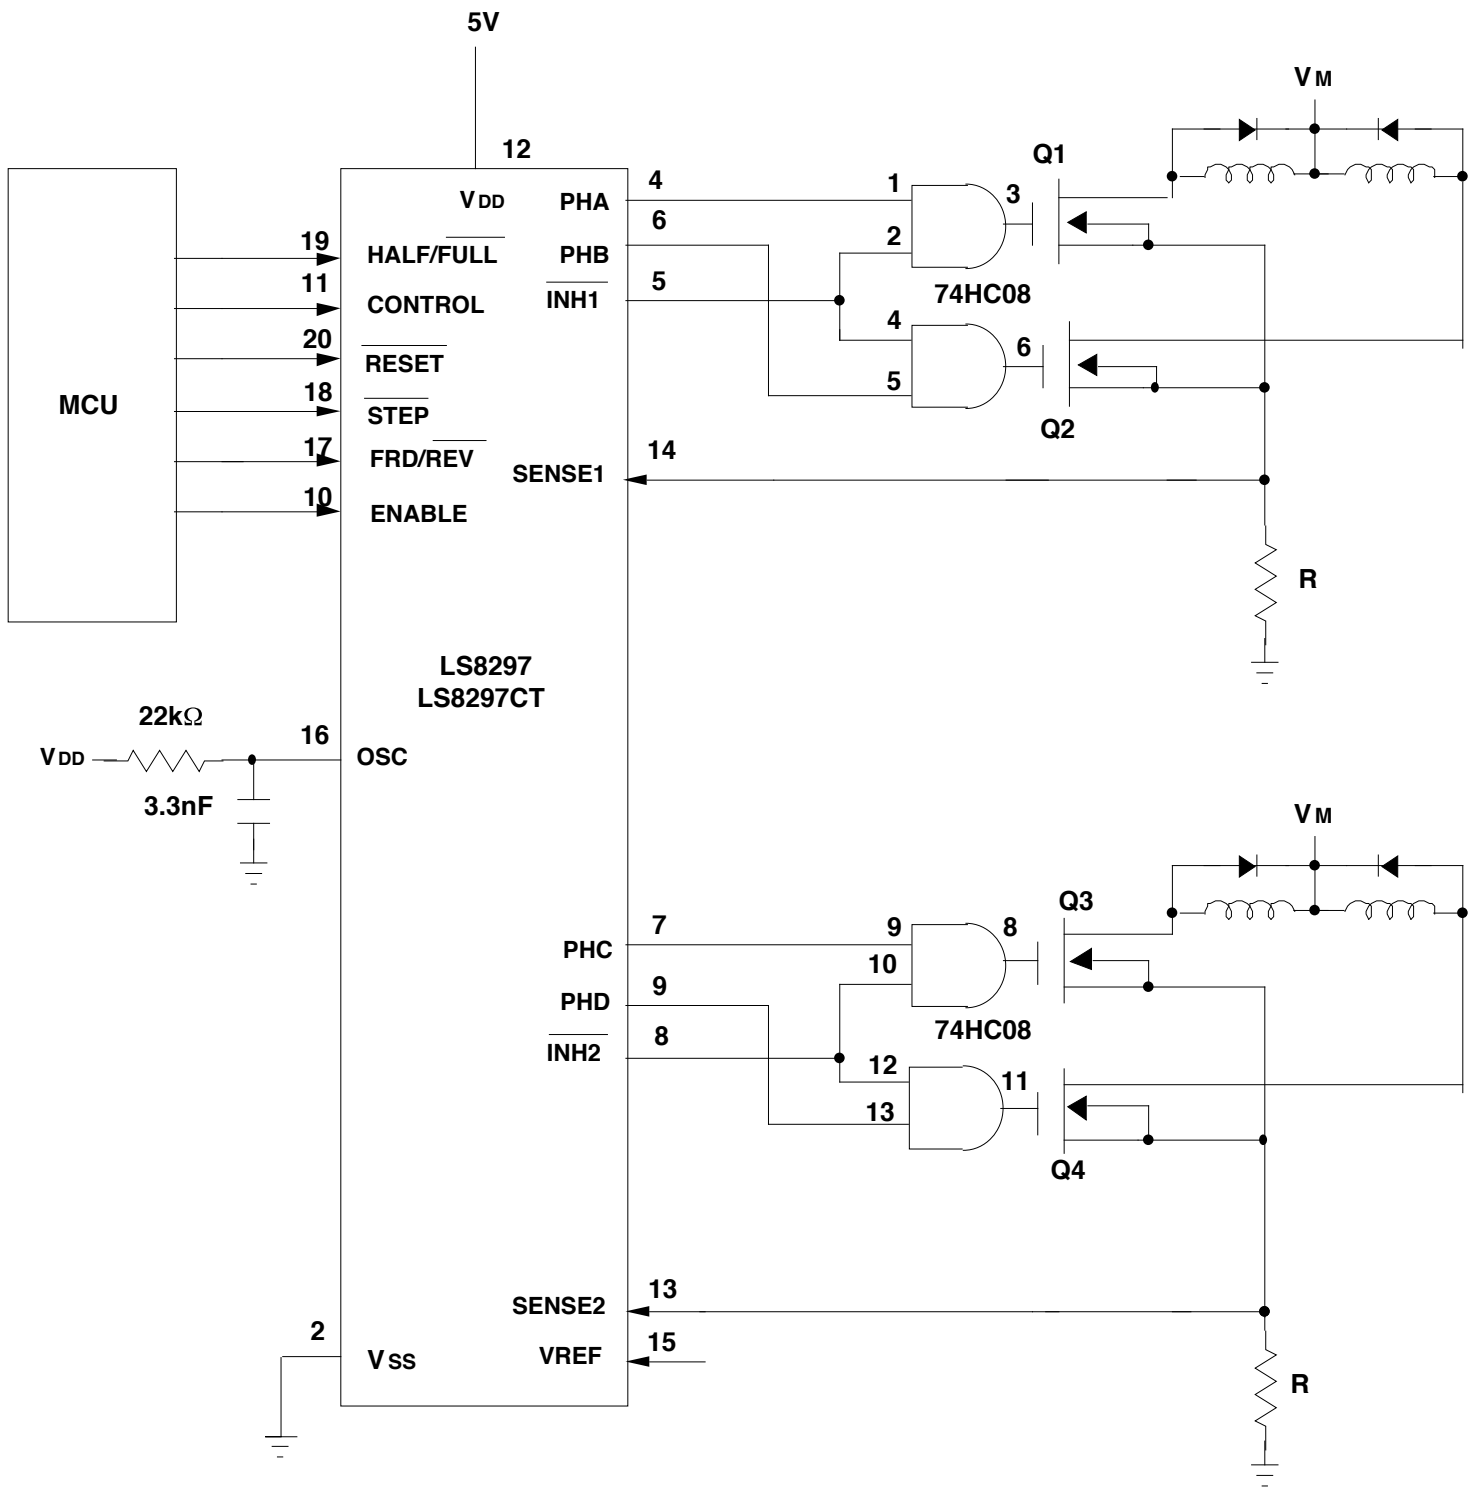 5V
VM
12
Q1
4
1
3
VDD
PHA
6
2
19
HALF/FULL
PHB
74HC08
11
5
CONTROL
INH1
4
20
6
RESET
5
MCU
18
STEP
Q2
17
FRD/REV
14
SENSE1
10
ENABLE
R
LS8297
LS8297CT
22kΩ
16
VDD
OSC
3.3nF
VM
Q3
7
9
8
PHC
10
9
PHD
74HC08
8
INH2
12
11
13
Q4
13
SENSE2
2
15
VSS
VREF
R